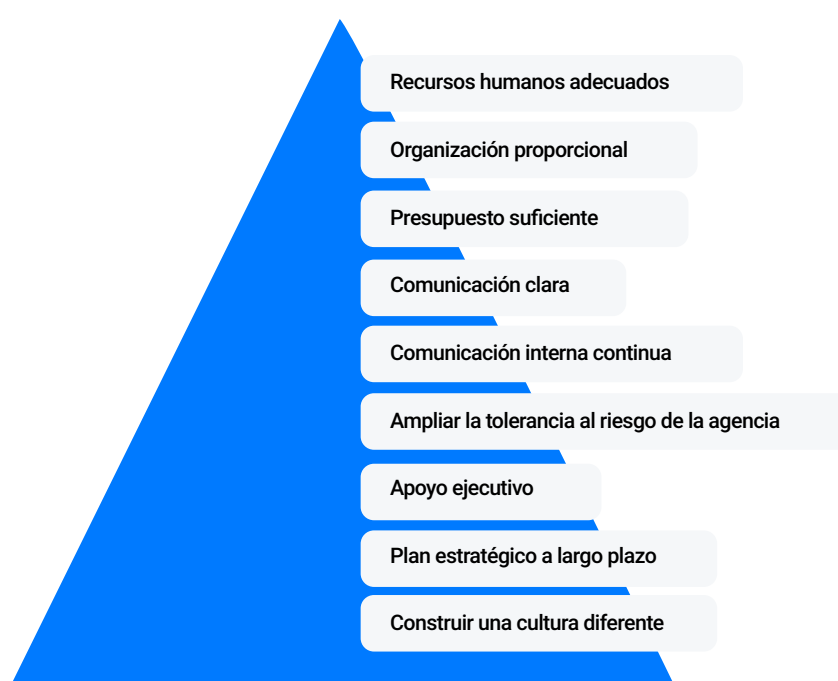 Recursos humanos adecuados
Organización proporcional
Presupuesto suficiente
Comunicación clara
Comunicación interna continua
Ampliar la tolerancia al riesgo de la agencia
Apoyo ejecutivo
Plan estratégico a largo plazo
Construir una cultura diferente